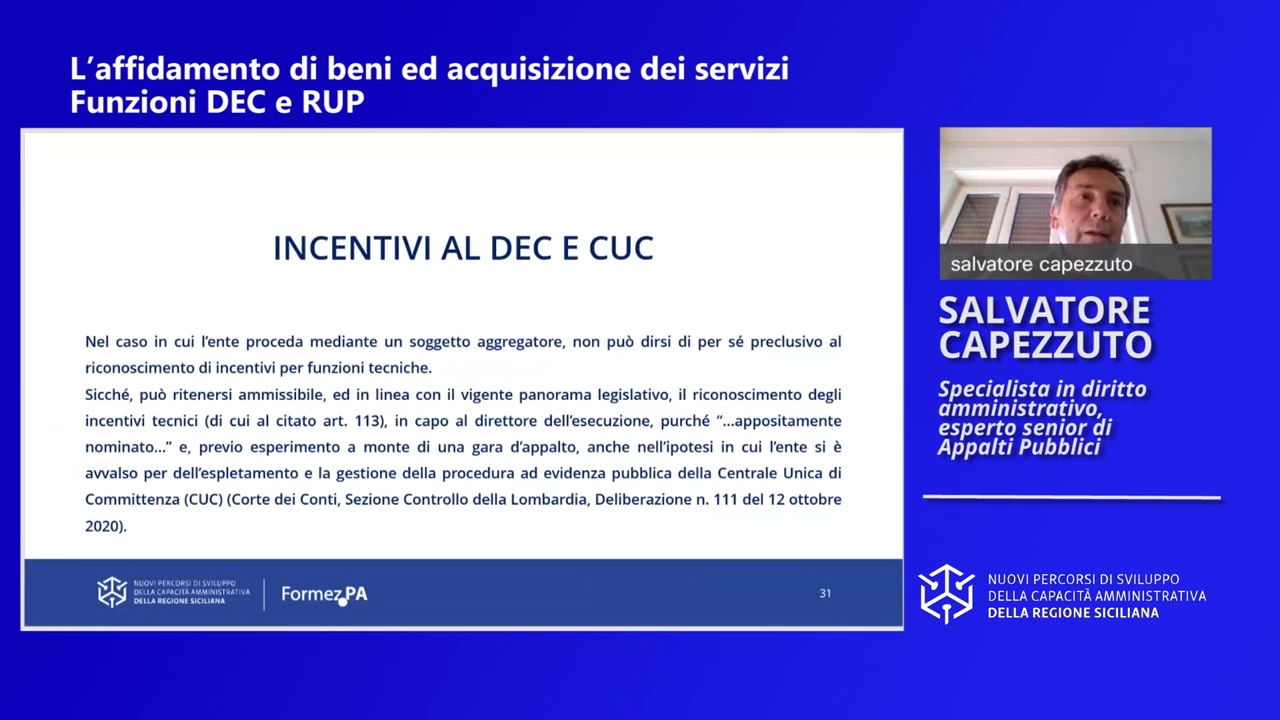 L’affidamento di beni ed acquisizione dei servizi
Funzioni DEC e RUP
INCENTIVI AL DEC E CUC
Nel caso in cui l’ente proceda mediante un soggetto aggregatore, non può dirsi di per sé preclusivo al
riconoscimento di incentivi per funzioni tecniche.
Sicché, può ritenersi ammissibile, ed in linea con il vigente panorama legislativo, il riconoscimento degli
incentivi tecnici (di cui al citato art. 113), in capo al direttore dell’esecuzione, purché “…appositamente
nominato…” e, previo esperimento a monte di una gara d’appalto, anche nell’ipotesi in cui l’ente si è
avvalso per dell’espletamento e la gestione della procedura ad evidenza pubblica della Centrale Unica di
Committenza (CUC) (Corte dei Conti, Sezione Controllo della Lombardia, Deliberazione n. 111 del 12 ottobre
2020).
NUOVI PERCORSI DI SVILUPPO
DELLA CAPACITÀ AMMINISTRATIVA
DELLA REGIONE SICILIANA
Formez PA
31
salvatore capezzuto
SALVATORE
CAPEZZUTO
Specialista in diritto
amministrativo,
esperto senior di
Appalti Pubblici
NUOVI PERCORSI DI SVILUPPO
DELLA CAPACITÀ AMMINISTRATIVA
DELLA REGIONE SICILIANA